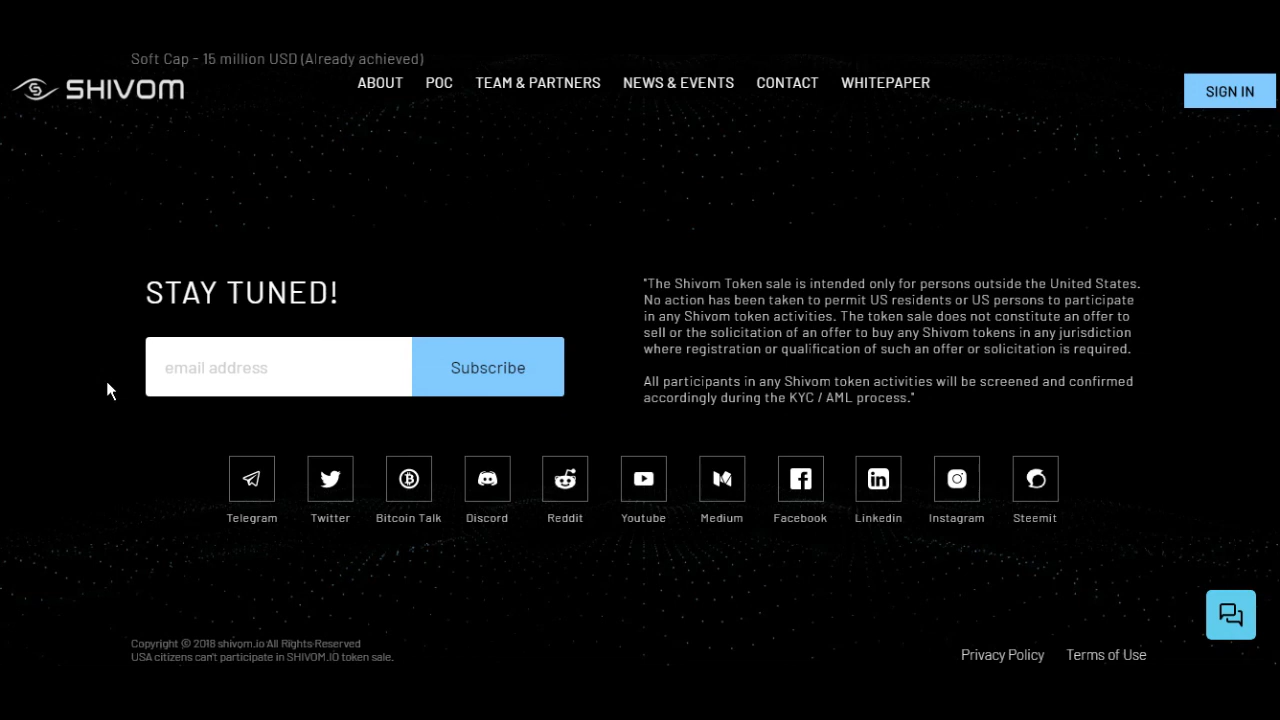 Soft Cap - 15 million USD (Already achieved)
SHIVOM
ABOUT POC TEAM & PARTNERS NEWS & EVENTS CONTACT WHITEPAPER
SIGN IN
STAY TUNED!
email address
Subscribe
"The Shivom Token sale is intended only for persons outside the United States.
No action has been taken to permit US residents or US persons to participate
in any Shivom token activities. The token sale does not constitute an offer to
sell or the solicitation of an offer to buy any Shivom tokens in any jurisdiction
where registration or qualification of such an offer or solicitation is required.
All participants in any Shivom token activities will be screened and confirmed
accordingly during the KYC / AML process."
Telegram Twitter Bitcoin Talk Discord Reddit Youtube Medium Facebook Linkedin Instagram Steemit
Copyright © 2018 shivom.io All Rights Reserved
USA citizens can't participate in SHIVOM.IO token sale.
Privacy Policy Terms of Use